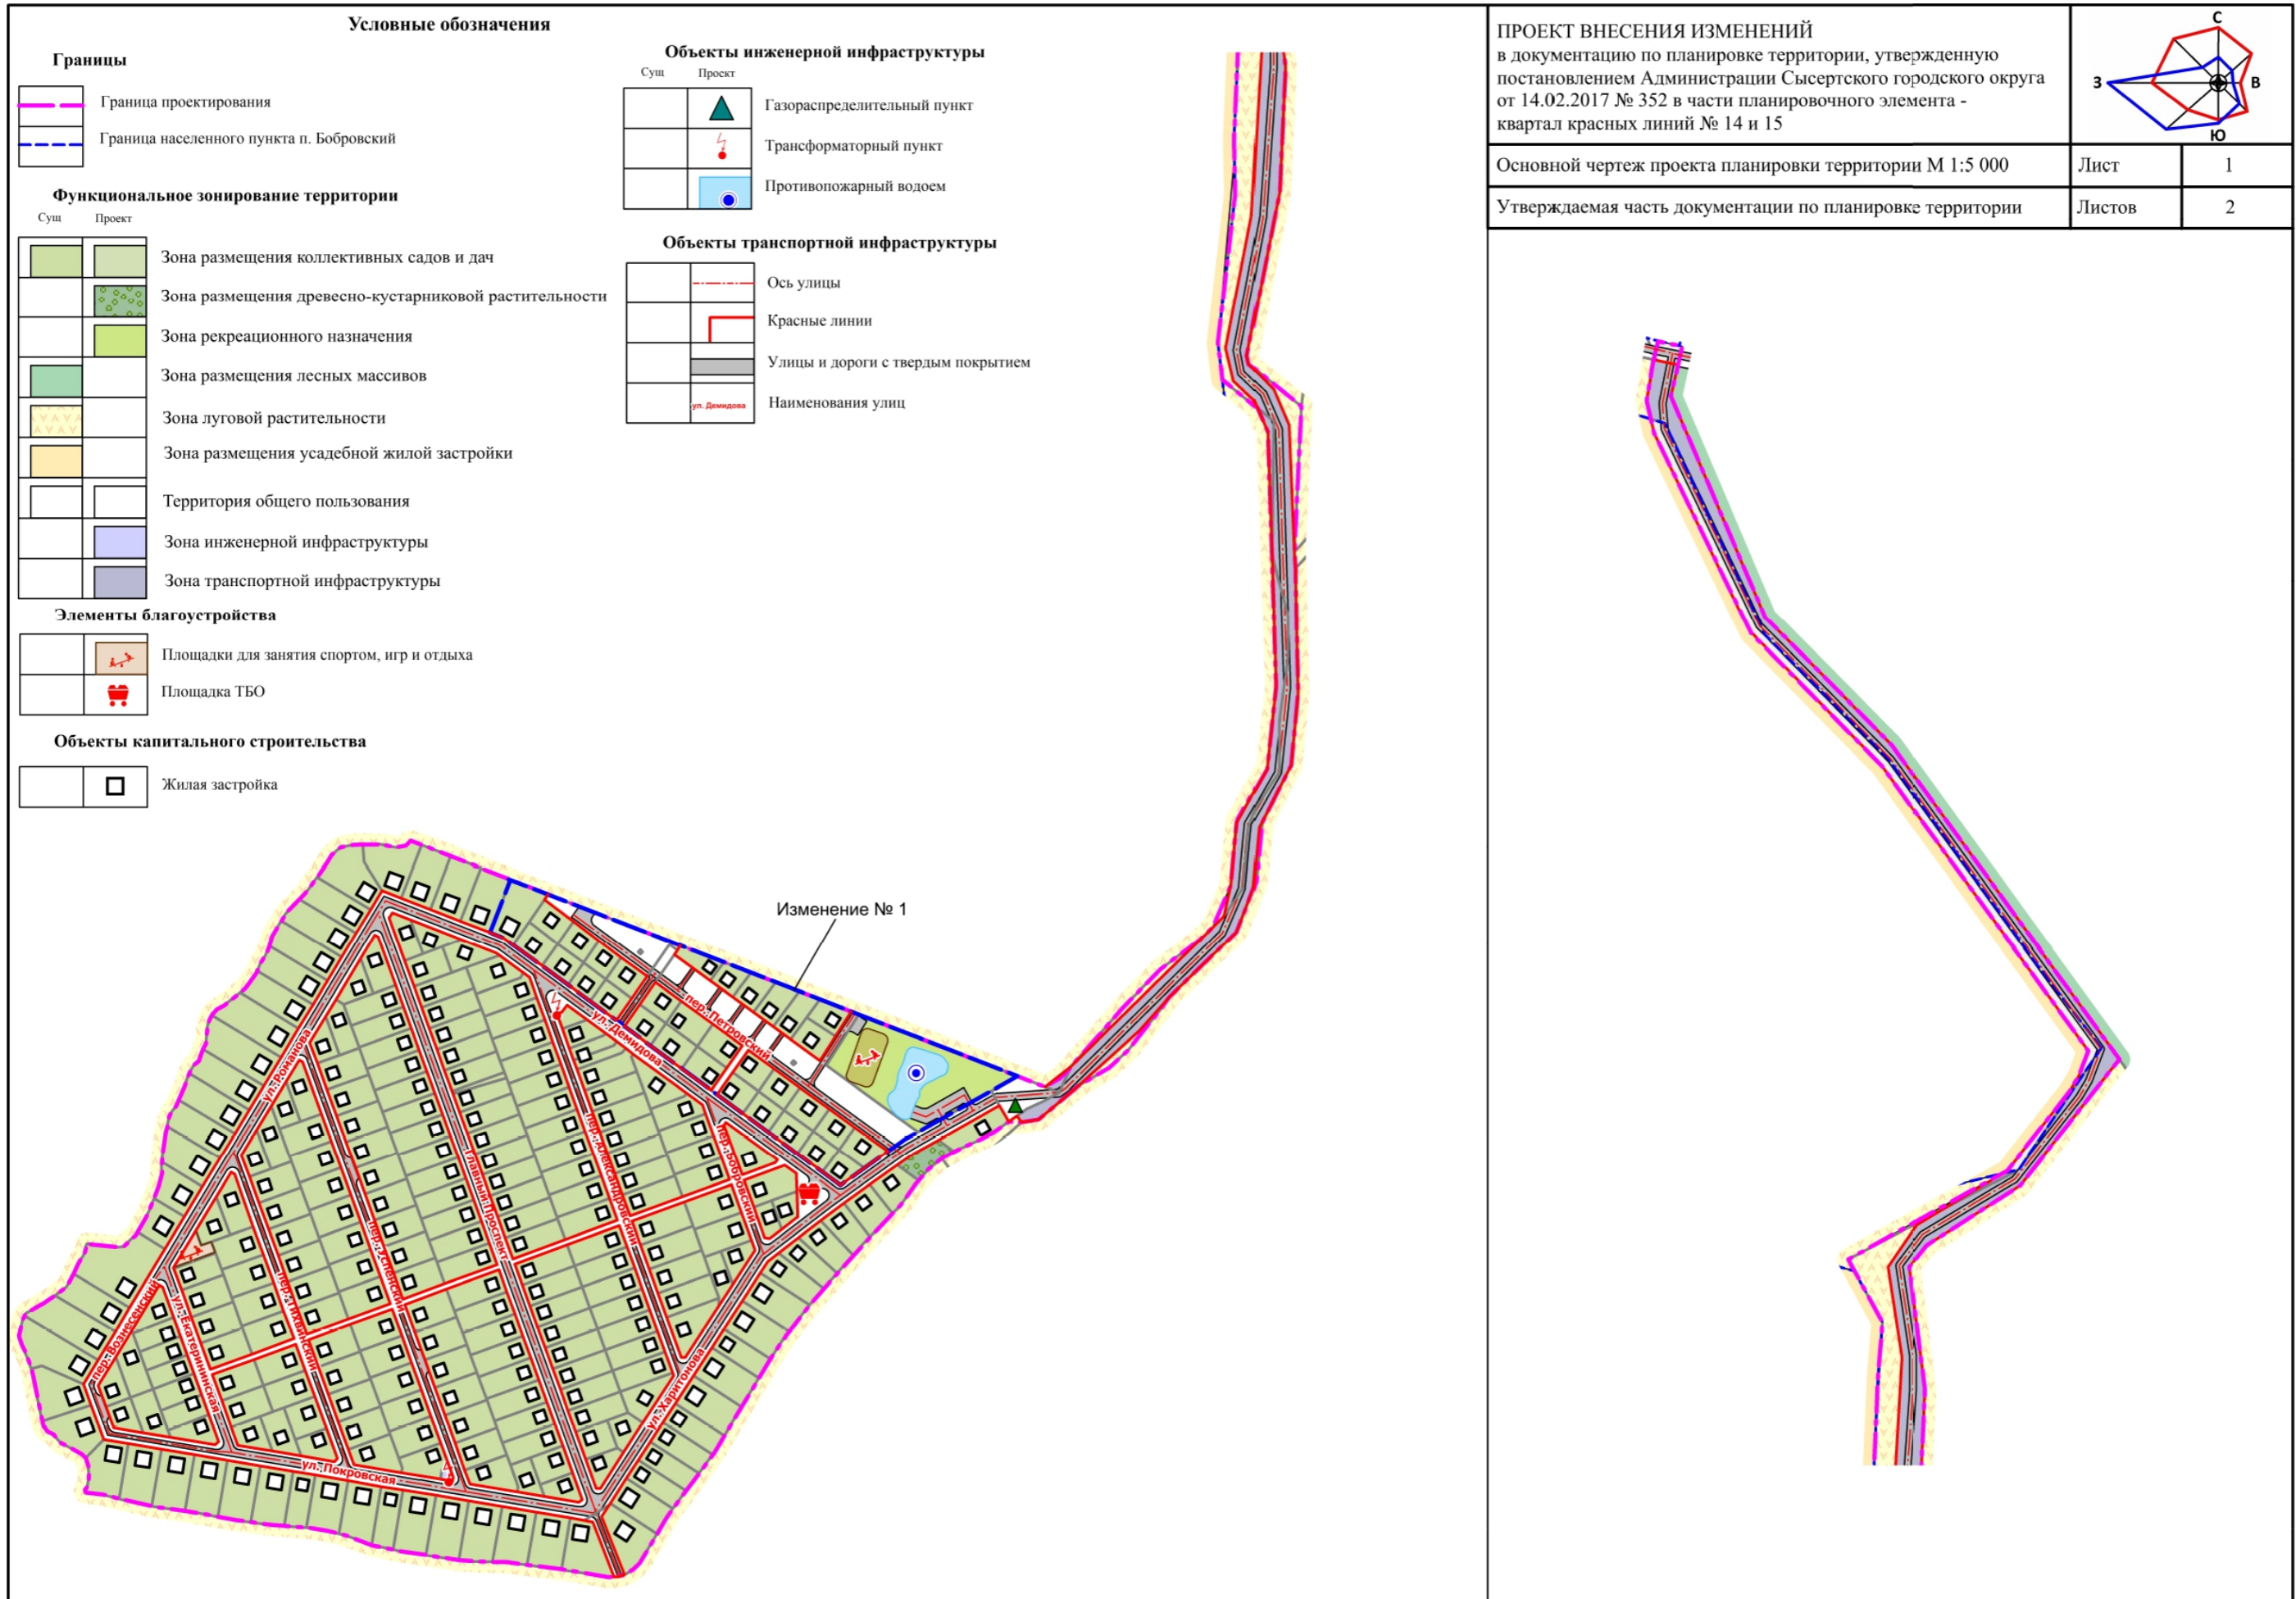 Условные обозначения
Границы
Граница проектирования
Граница населенного пункта п. Бобровский
Функциональное зонирование территории
Сущ Проект
Зона размещения коллективных садов и дач
Зона размещения древесно-кустарниковой растительности
Зона рекреационного назначения
Зона размещения лесных массивов
Зона луговой растительности
Зона размещения усадебной жилой застройки
Территория общего пользования
Зона инженерной инфраструктуры
Зона транспортной инфраструктуры
Элементы благоустройства
Площадки для занятия спортом, игр и отдыха
Площадка ТБО
Объекты капитального строительства
Жилая застройка
Объекты инженерной инфраструктуры
Сущ Проект
Газораспределительный пункт
Трансформаторный пункт
Противопожарный водоем
Объекты транспортной инфраструктуры
Ось улицы
Красные линии
Улицы и дороги с твердым покрытием
ул. Демидова
Наименования улиц
ПРОЕКТ ВНЕСЕНИЯ ИЗМЕНЕНИЙ
в документацию по планировке территории, утвержденную
постановлением Администрации Сысертского городского округа
от 14.02.2017 № 352 в части планировочного элемента -
квартал красных линий № 14 и 15
С
З
В
Ю
Основной чертеж проекта планировки территории М 1:5 000
Лист
1
Утверждаемая часть документации по планировке территории
Листов
2
Изменение № 1
пер. Петровский
ул. Демидова
ул. Романова
пер. Александровский
пер. Бобровский
Главный Проспект
пер. Успенский
пер. Тихвинский
пер. Вознесенский
ул. Екатерининская
ул. Харитонова
ул. Покровская